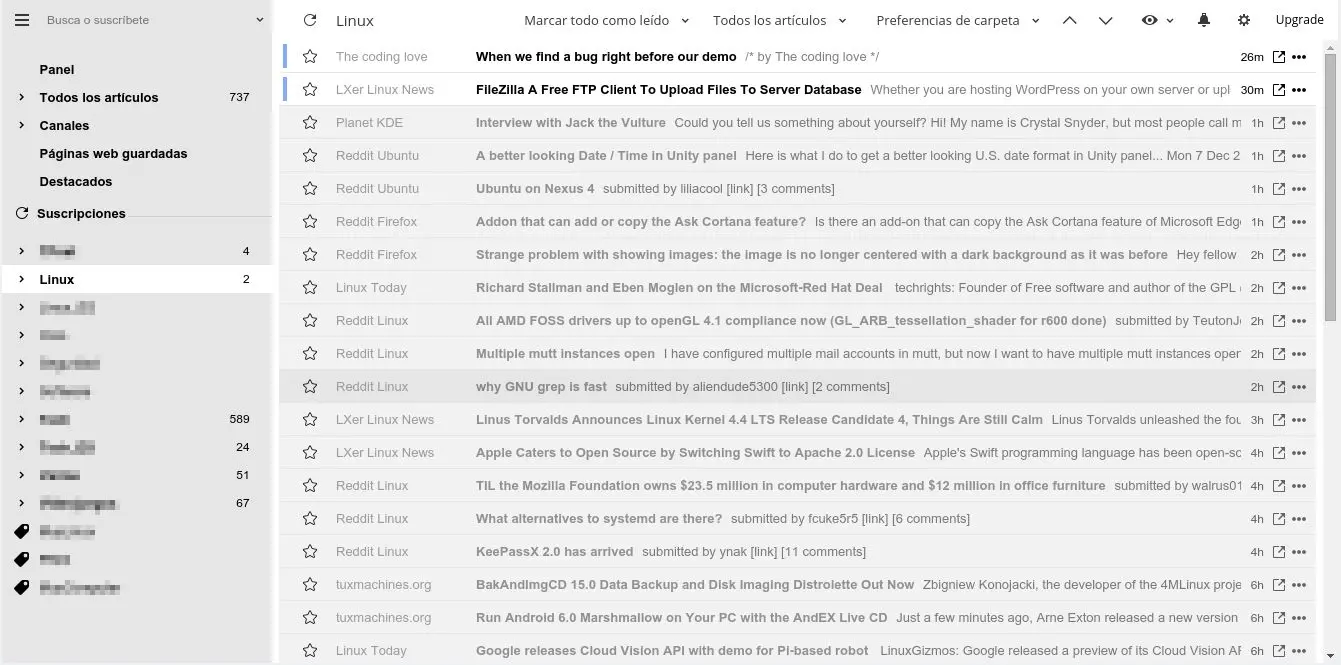 Busca o suscríbete
Panel
Todos los artículos 737
Canales
Páginas web guardadas
Destacados
Suscripciones
4
Linux 2
589
24
51
67
Linux Marcar todo como leído Todos los artículos Preferencias de carpeta Upgrade
The coding love When we find a bug right before our demo /* by The coding love */ 26m
LXer Linux News FileZilla A Free FTP Client To Upload Files To Server Database Whether you are hosting WordPress on your own server or upl 30m
Planet KDE Interview with Jack the Vulture Could you tell us something about yourself? Hi! My name is Crystal Snyder, but most people call m 1h
Reddit Ubuntu A better looking Date / Time in Unity panel Here is what I do to get a better looking U.S. date format in Unity panel... Mon 7 Dec 2 1h
Reddit Ubuntu Ubuntu on Nexus 4 submitted by liliacool [link] [3 comments] 1h
Reddit Firefox Addon that can add or copy the Ask Cortana feature? Is there an add-on that can copy the Ask Cortana feature of Microsoft Edge 1h
Reddit Firefox Strange problem with showing images: the image is no longer centered with a dark background as it was before Hey fellow 2h
Linux Today Richard Stallman and Eben Moglen on the Microsoft-Red Hat Deal techrights: Founder of Free software and author of the GPL 2h
Reddit Linux All AMD FOSS drivers up to openGL 4.1 compliance now (GL_ARB_tessellation_shader for r600 done) submitted by TeutonJ 2h
Reddit Linux Multiple mutt instances open I have configured multiple mail accounts in mutt, but now I want to have multiple mutt instances oper 2h
Reddit Linux why GNU grep is fast submitted by aliendude5300 [link] [2 comments] 2h
LXer Linux News Linus Torvalds Announces Linux Kernel 4.4 LTS Release Candidate 4, Things Are Still Calm Linus Torvalds unleashed the fou 3h
LXer Linux News Apple Caters to Open Source by Switching Swift to Apache 2.0 License Apple's Swift programming language has been open-so 4h
Reddit Linux TIL the Mozilla Foundation owns $23.5 million in computer hardware and $12 million in office furniture submitted by walrus01 4h
Reddit Linux What alternatives to systemd are there? submitted by fcuke5r5 [link] [6 comments] 4h
Reddit Linux KeePassX 2.0 has arrived submitted by ynak [link] [11 comments] 4h
tuxmachines.org BakAndImgCD 15.0 Data Backup and Disk Imaging Distrolette Out Now Zbigniew Konojacki, the developer of the 4MLinux proje 6h
tuxmachines.org Run Android 6.0 Marshmallow on Your PC with the AndEX Live CD Just a few minutes ago, Arne Exton released a new version 6h
Linux Today Google releases Cloud Vision API with demo for Pi-based robot LinuxGizmos: Google released a preview of its Cloud Vision AP 6h